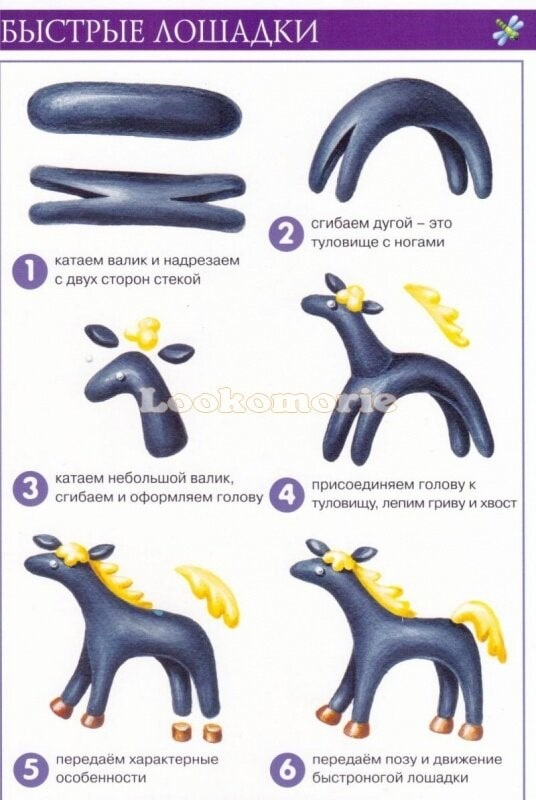 БЫСТРЫЕ ЛОШАДКИ
1
катаем валик и надрезаем
с двух сторон стекой
2
сгибаем дугой – это
туловище с ногами
Lookomorie
3
катаем небольшой валик,
сгибаем и оформляем голову
4
присоединяем голову к
туловищу, лепим гриву и хвост
5
передаём характерные
особенности
6
передаём позу и движение
быстроногой лошадки